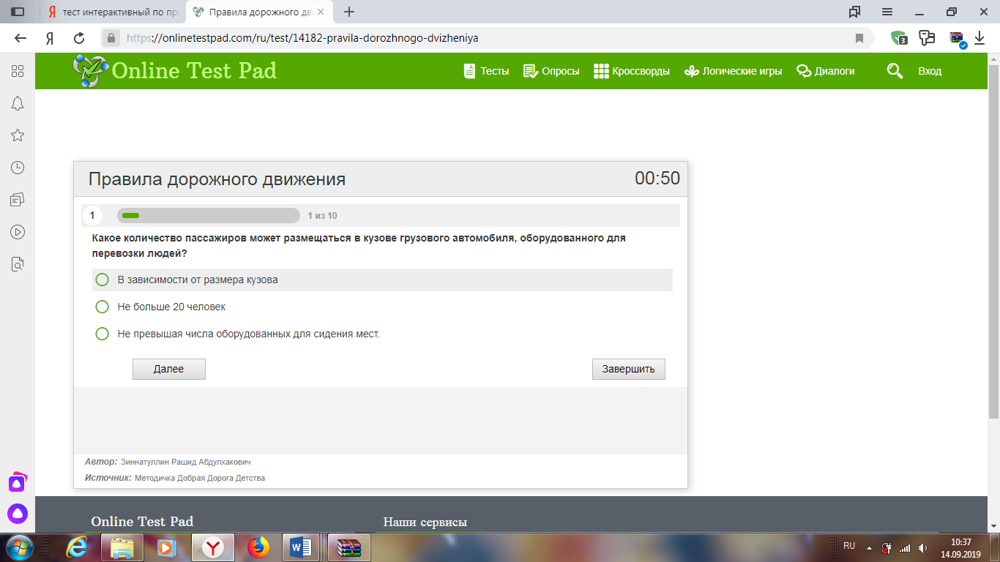 тест интерактивный по пр
Правила дорожного дв
https://onlinetestpad.com/ru/test/14182-pravila-dorozhnogo-dvizheniya
3
Online Test Pad
Тесты
Опросы
Кроссворды
Логические игры
Диалоги
Вход
Правила дорожного движения
00:50
1
1 из 10
Какое количество пассажиров может размещаться в кузове грузового автомобиля, оборудованного для
перевозки людей?
В зависимости от размера кузова
Не больше 20 человек
Не превышая числа оборудованных для сидения мест.
Далее
Завершить
Автор: Зиннатуллин Рашид Абдулхакович
Источник: Методичка Добрая Дорога Детства
Online Test Pad
Наши сервисы
RU
10:37
14.09.2019